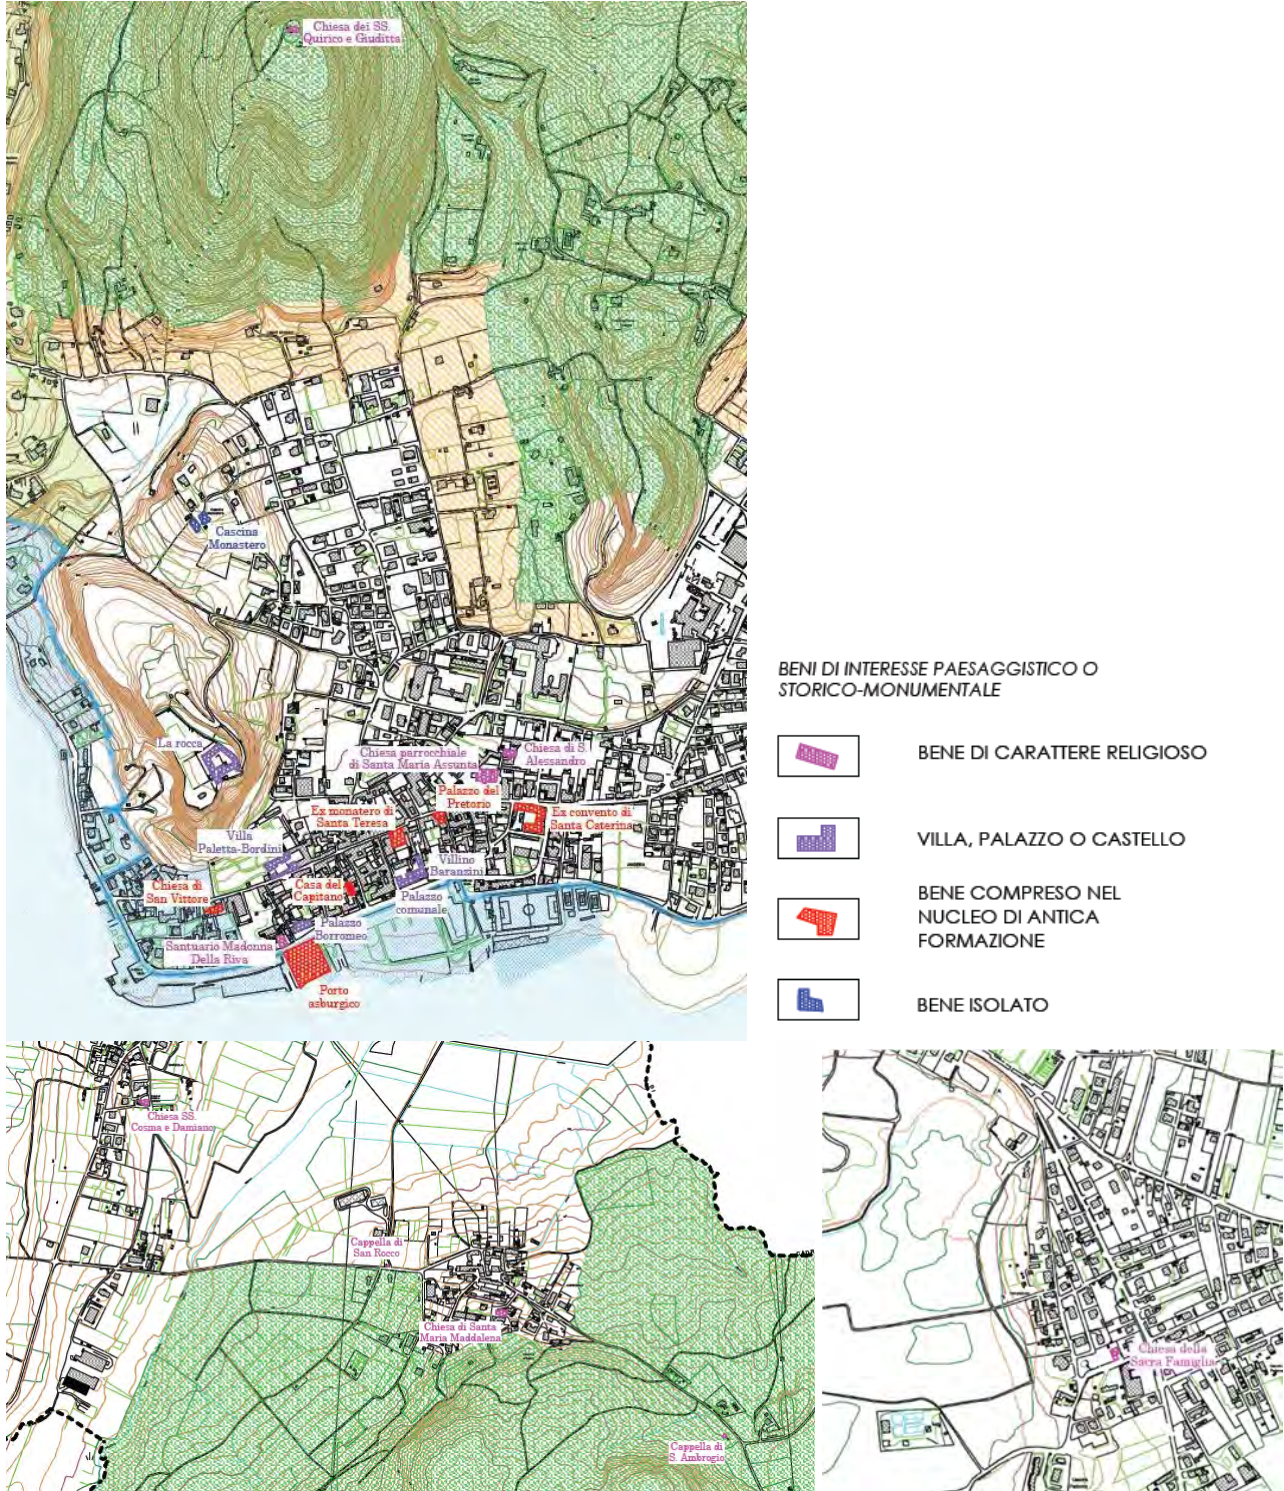 Chiesa dei SS.
Quirico e Giuditta
Cascina
Monastero
La rocca
Chiesa parrocchiale
di Santa Maria Assunta
Chiesa di S.
Alessandro
Palazzo del
Pretorio
Ex monatero di
Santa Teresa
Ex convento di
Santa Caterina
Villa
Paletta-Bordini
Villino
Baranzini
Chiesa di
San Vittore
Casa del
Capitano
Palazzo
comunale
Palazzo
Borromeo
Santuario Madonna
Della Riva
Porto
asburgico
BENI DI INTERESSE PAESAGGISTICO O
STORICO-MONUMENTALE
BENE DI CARATTERE RELIGIOSO
VILLA, PALAZZO O CASTELLO
BENE COMPRESO NEL
NUCLEO DI ANTICA
FORMAZIONE
BENE ISOLATO
Chiesa SS.
Cosma e Damiano
Cappella di
San Rocco
Chiesa di Santa
Maria Maddalena
Cappella di
S. Ambrogio
Chiesa della
Sacra Famiglia